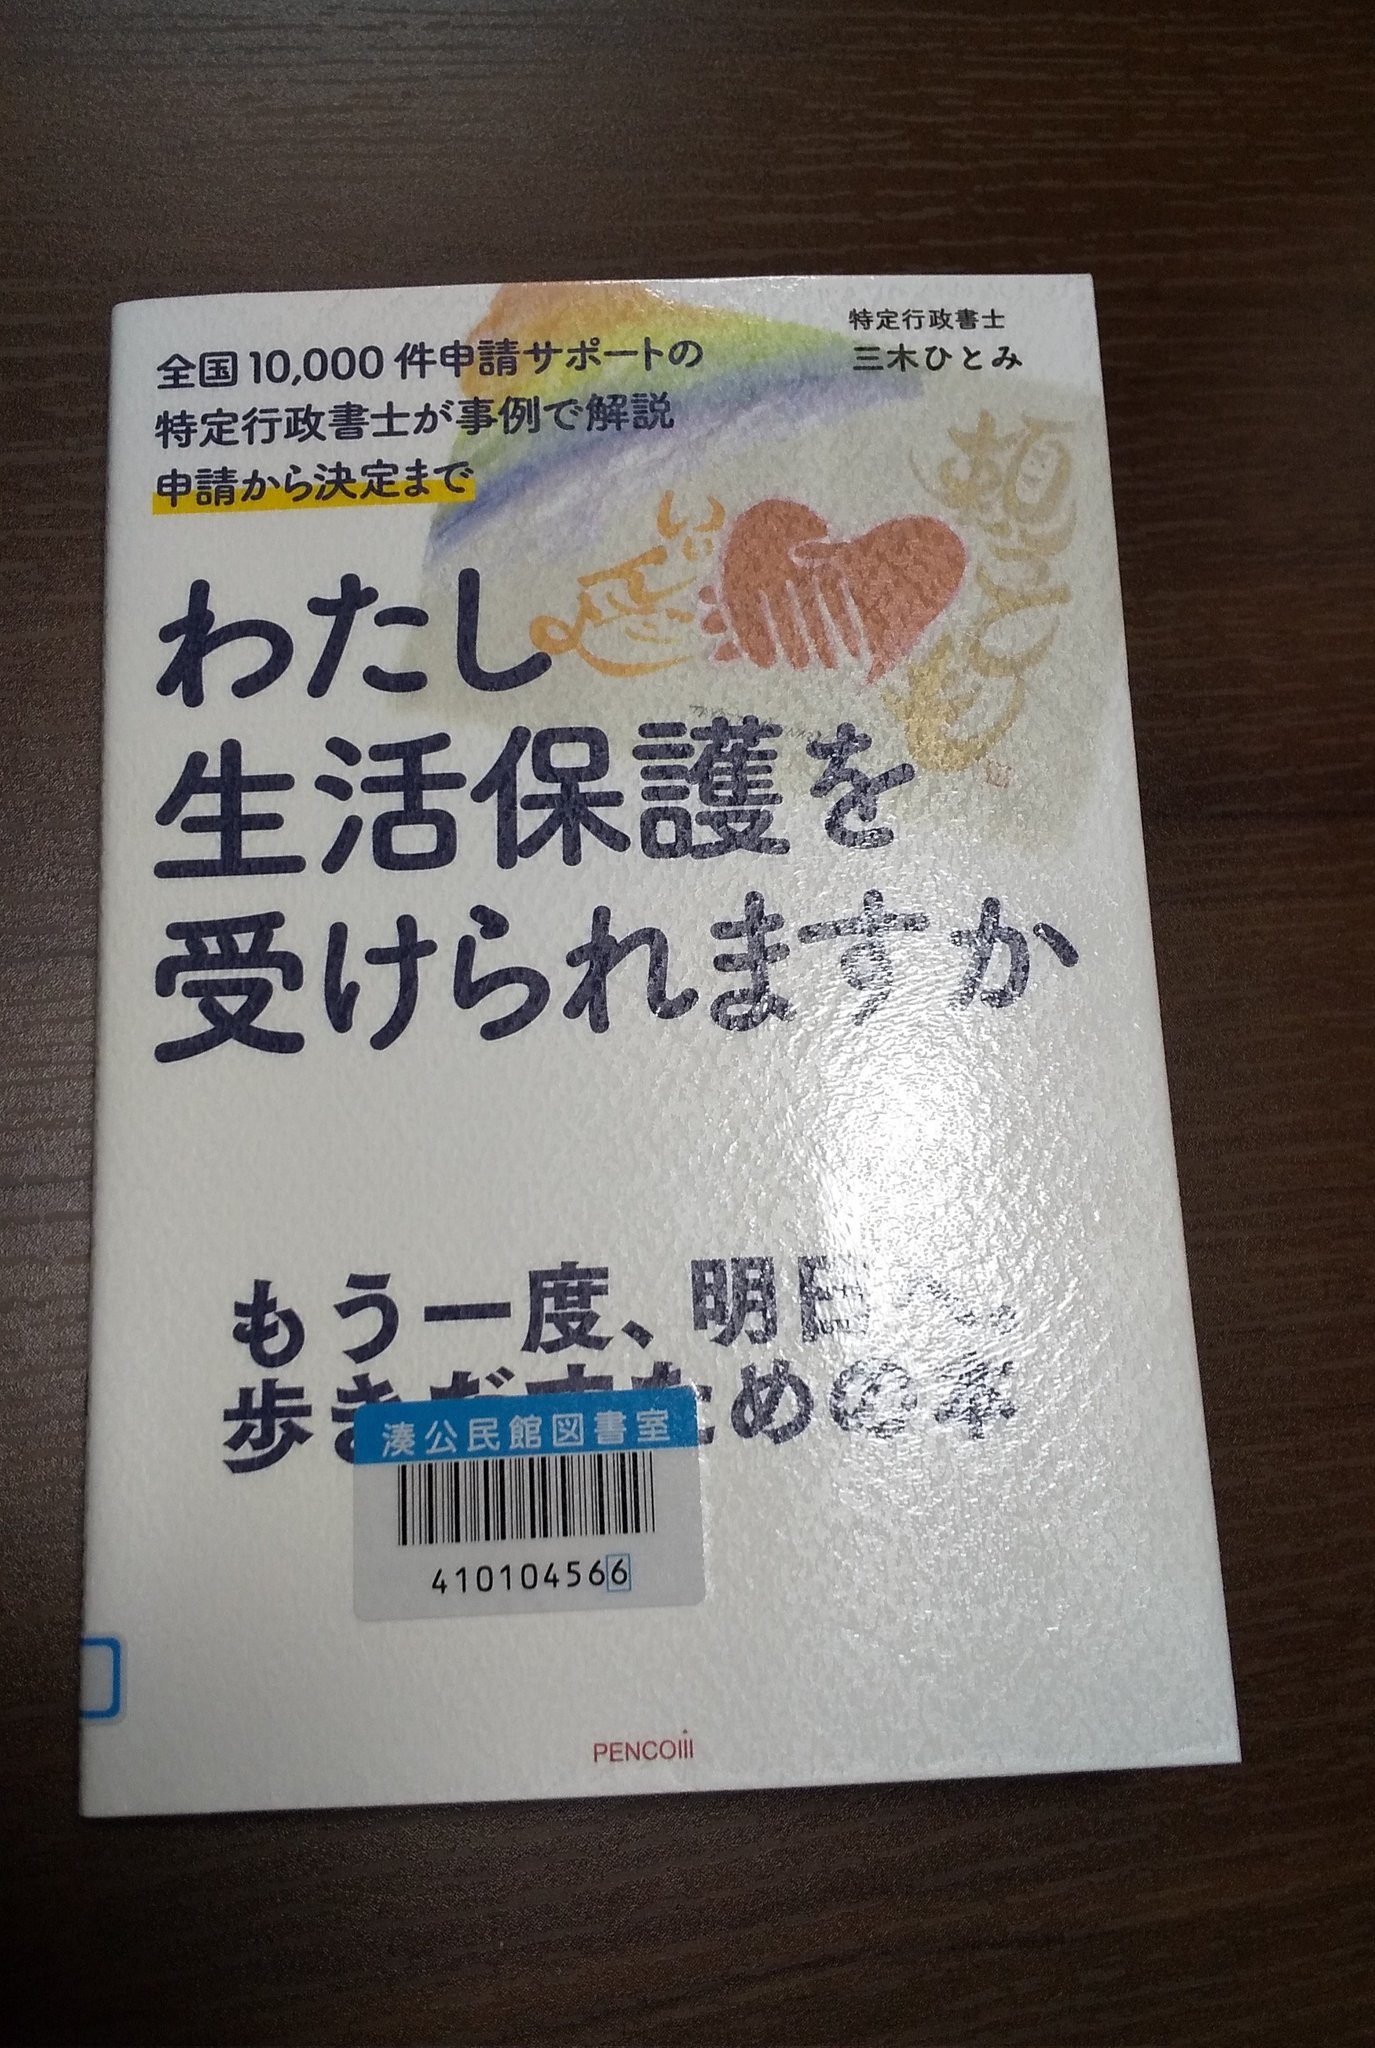 特定行政書士
三木ひとみ
全国10,000件申請サポートの
特定行政書士が事例で解説
申請から決定まで
いい
わたし
生活保護を
受けられますか
もう一度、明日へ。
歩き
ための本
湊公民館図書室
4101045666
PENCOiii